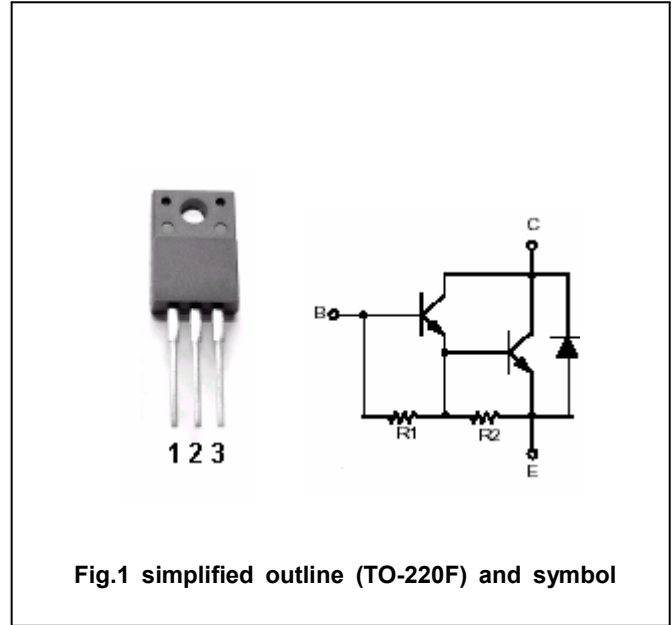 C
B
R1 R2
E
1 2 3
Fig.1 simplified outline (TO-220F) and symbol